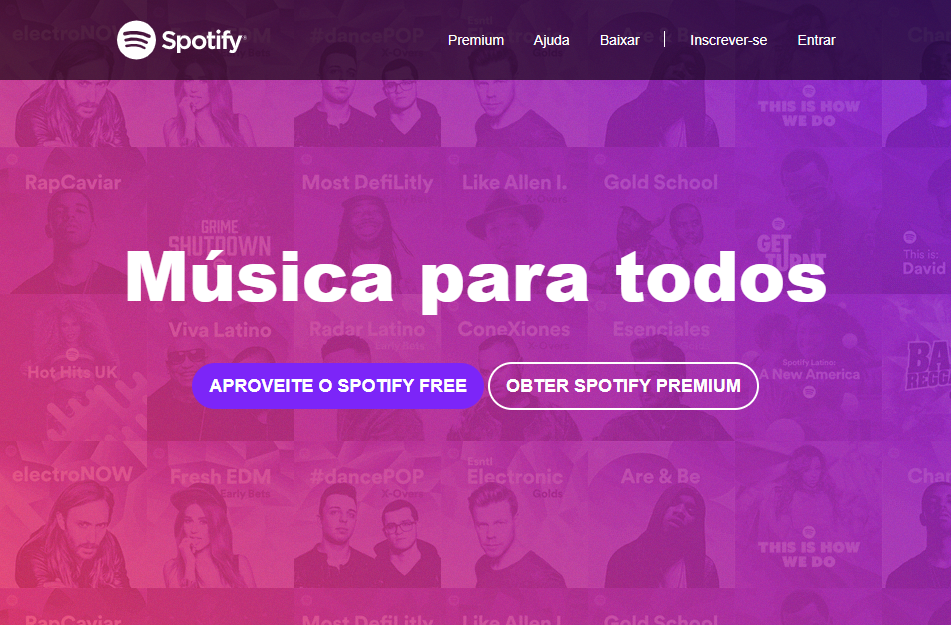 electroNOW
Esntl
#dancePOP
Spotify®
Premium
Ajuda
Baixar
Inscrever-se
Entrar
THIS IS HOW
WE DO
RapCaviar
Most DefiLitly
Like Allen I.
Gold School
GRIME
SHUTDOWN
GET
TURNT
This is:
David
Música para todos
Viva Latino
Radar Latino
Early Bets
ConeXiones
X-Overs
Esenciales
Hot Hits UK
Spotify Latino:
A New America
APROVEITE O SPOTIFY FREE
OBTER SPOTIFY PREMIUM
electroNOW
Fresh EDM
Early Bets
#dancePOP
X-Overs
Esntl
Electronic
Golds
Are & Be
THIS IS HOW
WE DO
RapCaviar
Most DefiLitly
Like Allen I.
Gold School